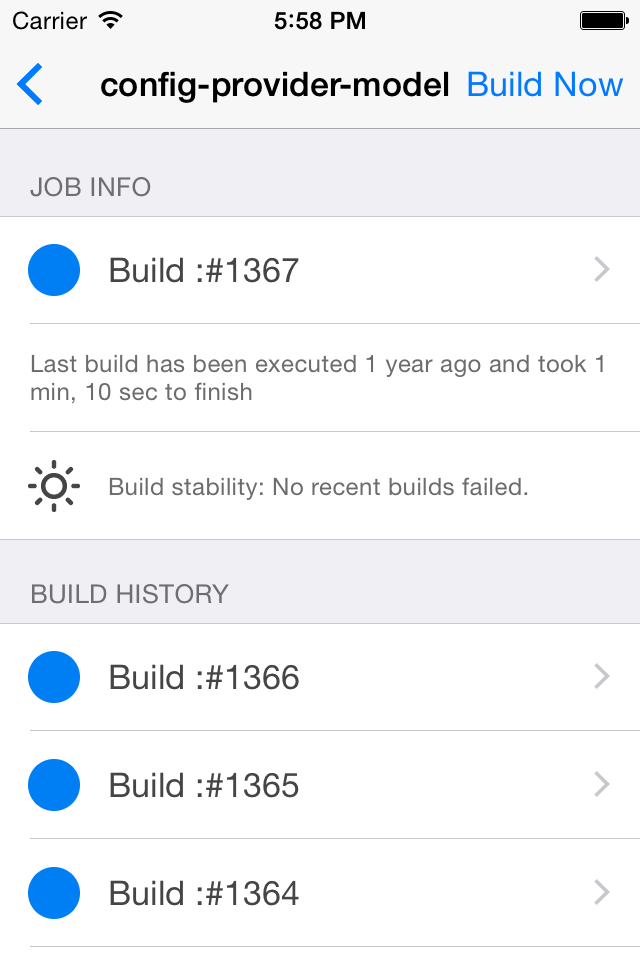 Carrier 5:58 PM
config-provider-model Build Now
JOB INFO
Build :#1367
Last build has been executed 1 year ago and took 1
min, 10 sec to finish
Build stability: No recent builds failed.
BUILD HISTORY
Build :#1366
Build :#1365
Build :#1364